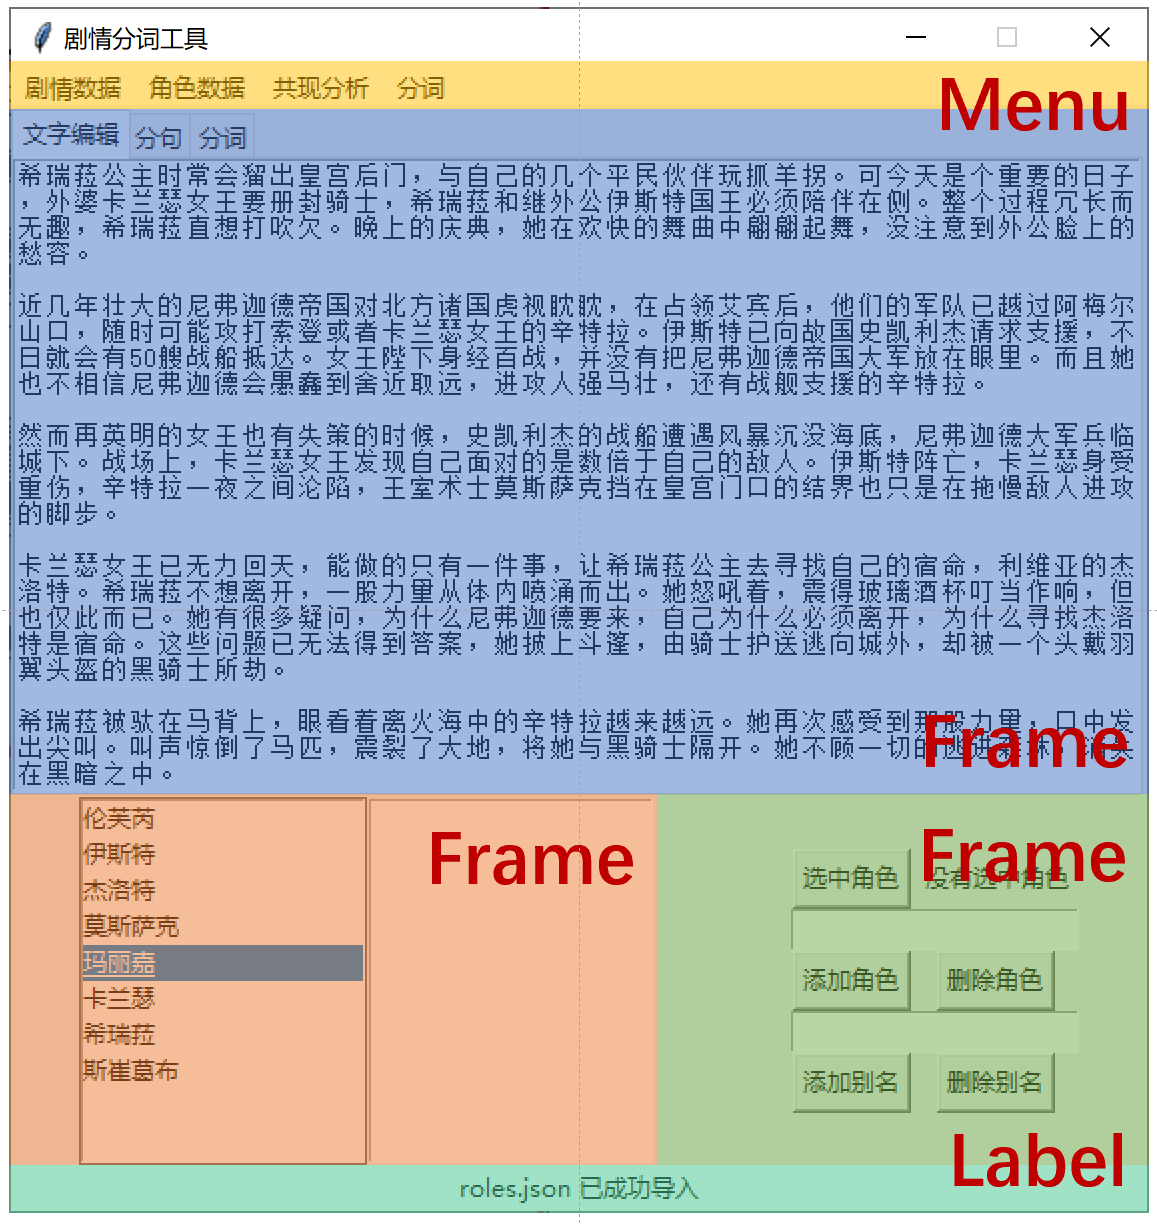 剧情分词工具
剧情数据 角色数据 共现分析 分词
Menu
文字编辑 分句 分词
希瑞菈公主时常会溜出皇宫后门，与自己的几个平民伙伴玩抓羊拐。可今天是个重要的日子
，外婆卡兰瑟女王要册封骑士，希瑞菈和继外公伊斯特国王必须陪伴在侧。整个过程冗长而
无趣，希瑞菈直想打吹欠。晚上的庆典，她在欢快的舞曲中翩翩起舞，没注意到外公脸上的
愁容。
近几年壮大的尼弗迦德帝国对北方诸国虎视眈眈，在占领艾宾后，他们的军队已越过阿梅尔
山口，随时可能攻打索登或者卡兰瑟女王的辛特拉。伊斯特已向故国史凯利杰请求支援，不
日就会有50艘战船抵达。女王陛下身经百战，并没有把尼弗迦德帝国大军放在眼里。而且她
也不相信尼弗迦德会愚蠢到舍近取远，进攻人强马壮，还有战舰支援的辛特拉。
然而再英明的女王也有失策的时候，史凯利杰的战船遭遇风暴沉没海底，尼弗迦德大军兵临
城下。战场上，卡兰瑟女王发现自己面对的是数倍于自己的敌人。伊斯特阵亡，卡兰瑟身受
重伤，辛特拉一夜之间沦陷，王室术士莫斯萨克挡在皇宫门口的结界也只是在拖慢敌人进攻
的脚步。
卡兰瑟女王已无力回天，能做的只有一件事，让希瑞菈公主去寻找自己的宿命，利维亚的杰
洛特。希瑞菈不想离开，一股力量从体内喷涌而出。她怒吼着，震得玻璃酒杯叮当作响，但
也仅此而已。她有很多疑问，为什么尼弗迦德要来，自己为什么必须离开，为什么寻找杰洛
特是宿命。这些问题已无法得到答案，她披上斗篷，由骑士护送逃向城外，却被一个头戴羽
翼头盔的黑骑士所劫。
希瑞菈被驮在马背上，眼看着离火海中的辛特拉越来越远。她再次感受到那股力量，口中发
出尖叫。叫声惊倒了马匹，震裂了大地，将她与黑骑士隔开。她不顾一切的逃进森林，消失
在黑暗之中。
Frame
伦芙芮
伊斯特
杰洛特
莫斯萨克
玛丽嘉
卡兰瑟
希瑞菈
斯崔葛布
Frame
Frame
选中角色 没有选中角色
添加角色 删除角色
添加别名 删除别名
Label
roles.json 已成功导入